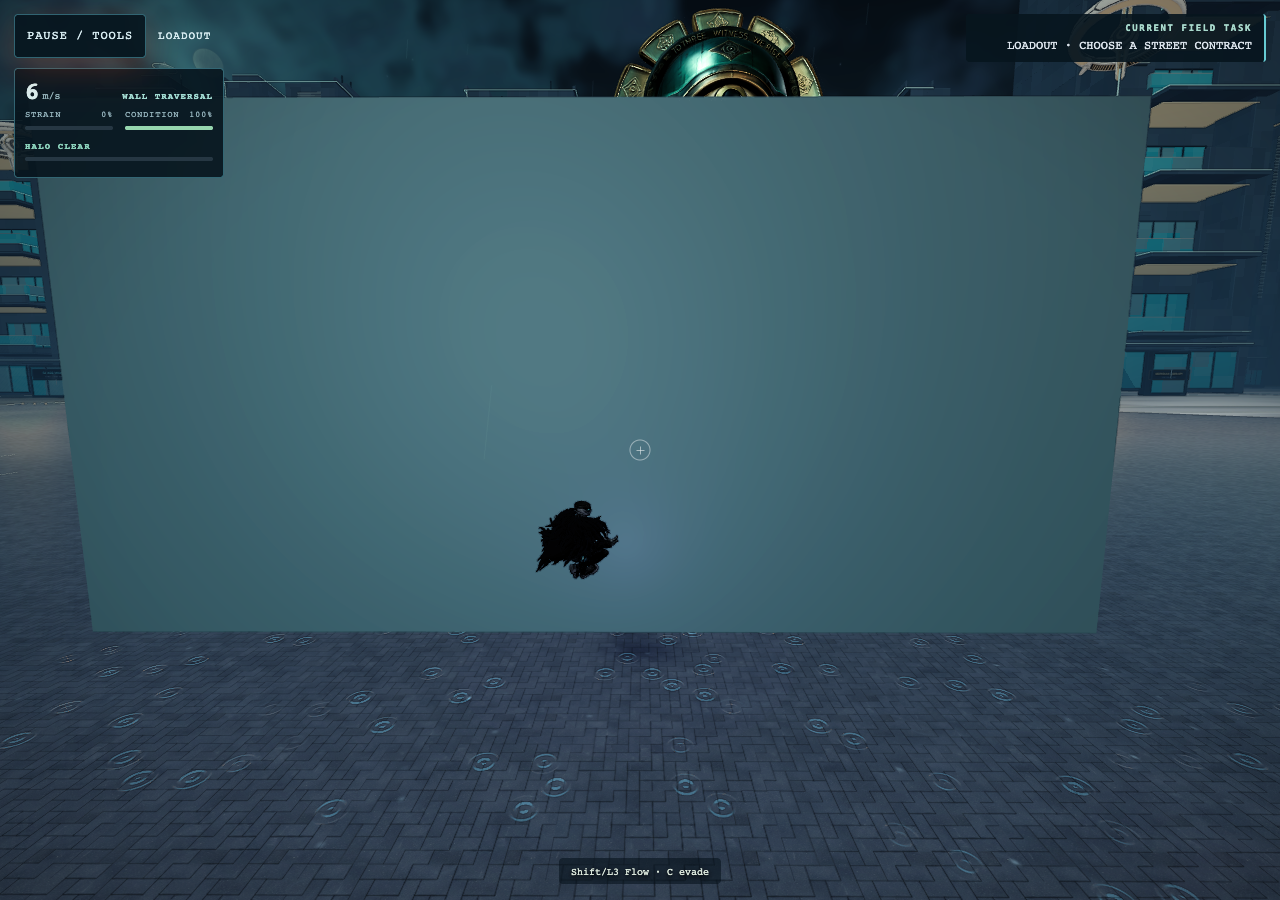 PAUSE / TOOLS
LOADOUT
CURRENT FIELD TASK
LOADOUT · CHOOSE A STREET CONTRACT
6 m/s
WALL TRAVERSAL
STRAIN 0%
CONDITION 100%
HALO CLEAR
Shift/L3 Flow · C evade